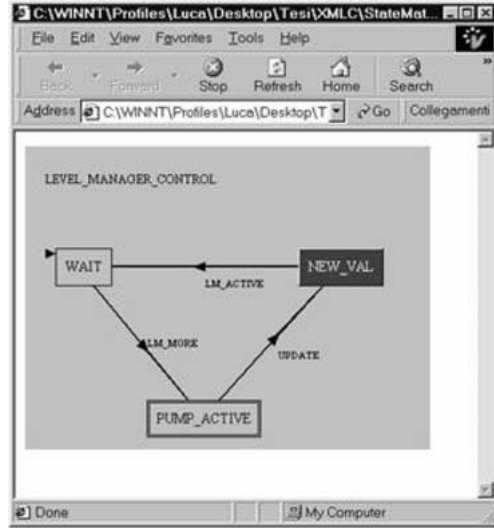 C:\WINNT\Profiles\Luca\Desktop\Tesi\XMLC\StateMat...
File Edit View Favorites Tools Help
Back Forward Stop Refresh Home Search »
Address C:\WINNT\Profiles\Luca\Desktop\T Go Collegamenti
LEVEL_MANAGER_CONTROL
WAIT
NEW_VAL
LM_ACTIVE
LM_MORE
UPDATE
PUMP_ACTIVE
Done
My Computer